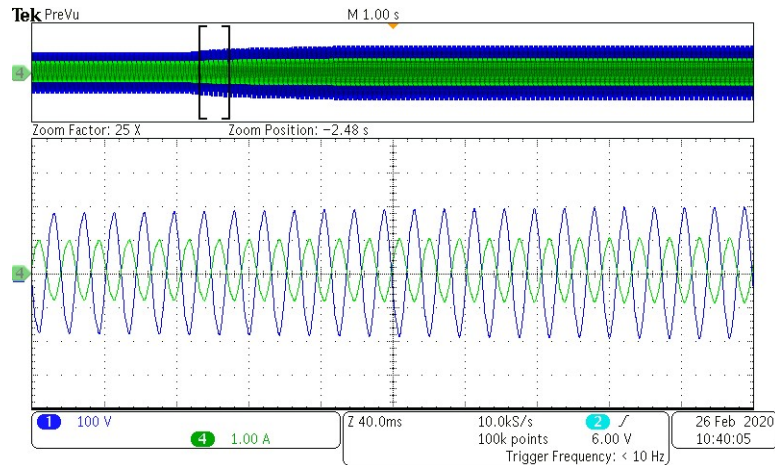 Tek PreVu M 1.00 s
4
Zoom Factor: 25 X Zoom Position: −2.48 s
4
1 100 V
4 1.00 A
Z 40.0ms 10.0kS/s 2 ∫
100k points 6.00 V
Trigger Frequency: < 10 Hz
26 Feb 2020
10:40:05